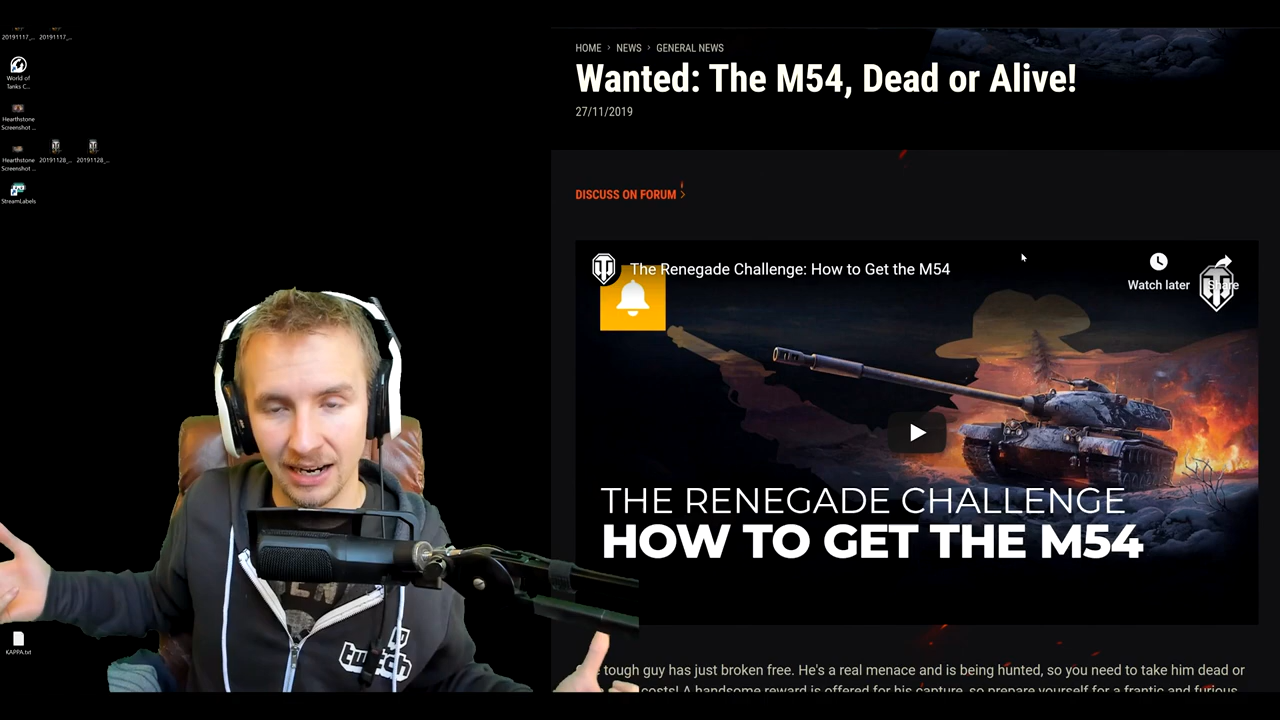 20191117_... 20191117_...
World of
Tanks C...
Hearthstone
Screenshot ...
Hearthstone
Screenshot ...
20191128_... 20191128_...
StreamLabels
KAPPA.txt
twitch
HOME > NEWS > GENERAL NEWS
Wanted: The M54, Dead or Alive!
27/11/2019
DISCUSS ON FORUM >
The Renegade Challenge: How to Get the M54
Watch later
Share
THE RENEGADE CHALLENGE
HOW TO GET THE M54
tough guy has just broken free. He's a real menace and is being hunted, so you need to take him dead or
costs! A handsome reward is offered for his capture, so prepare yourself for a frantic and furious